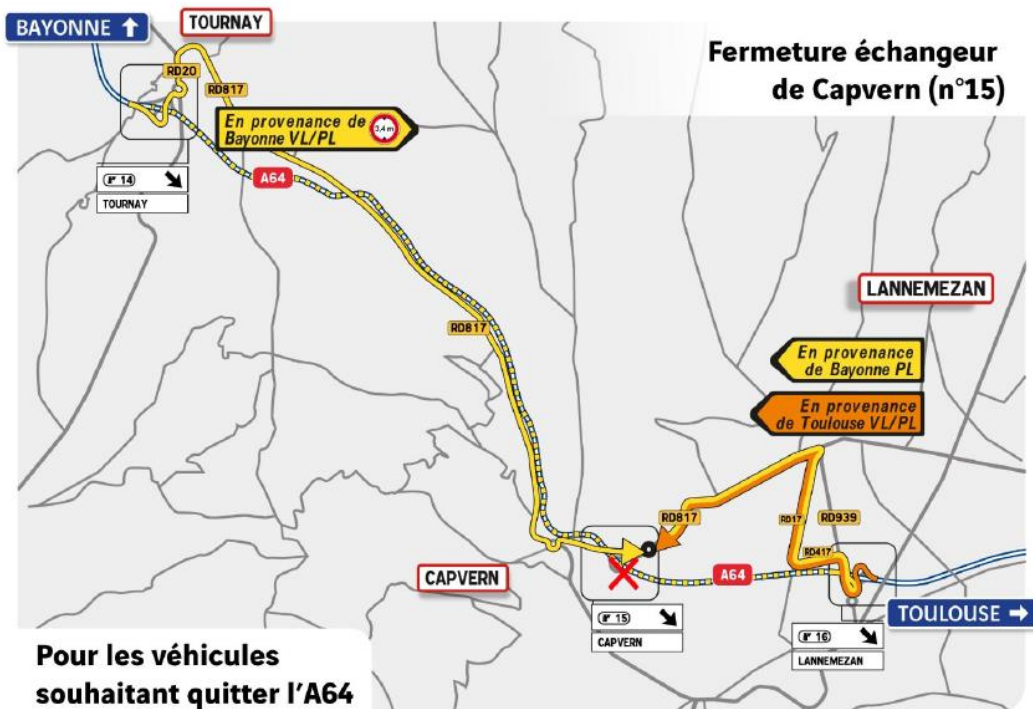 BAYONNE ↑
TOURNAY
Fermeture échangeur
de Capvern (n°15)
RD20
RD817
En provenance de
Bayonne VL/PL
2,4 m
A64
14
TOURNAY
RD817
LANNEMEZAN
En provenance
de Bayonne PL
En provenance
de Toulouse VL/PL
RD817
RD17
RD939
RD417
CAPVERN
A64
15
CAPVERN
TOULOUSE →
16
LANNEMEZAN
Pour les véhicules
souhaitant quitter l'A64